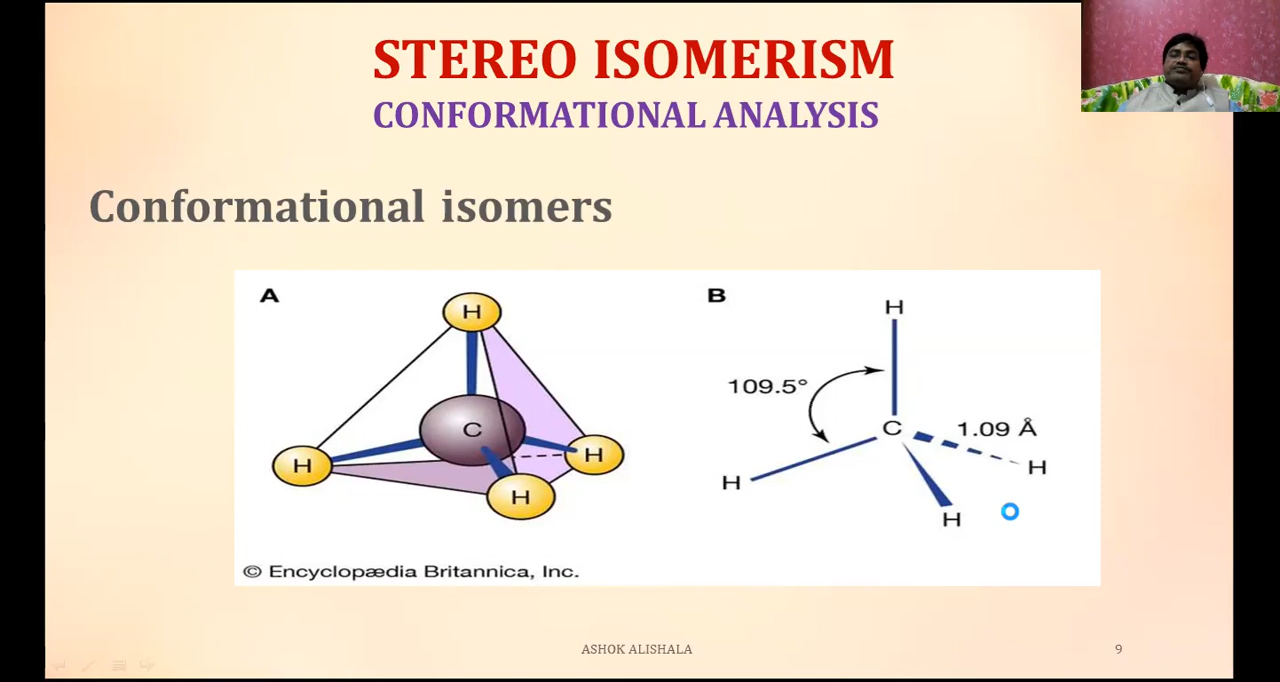 STEREO ISOMERISM
CONFORMATIONAL ANALYSIS
Conformational isomers
A
H
C
H
H
H
© Encyclopædia Britannica, Inc.
B
H
109.5°
C
1.09 Å
H
H
H
ASHOK ALISHALA
9